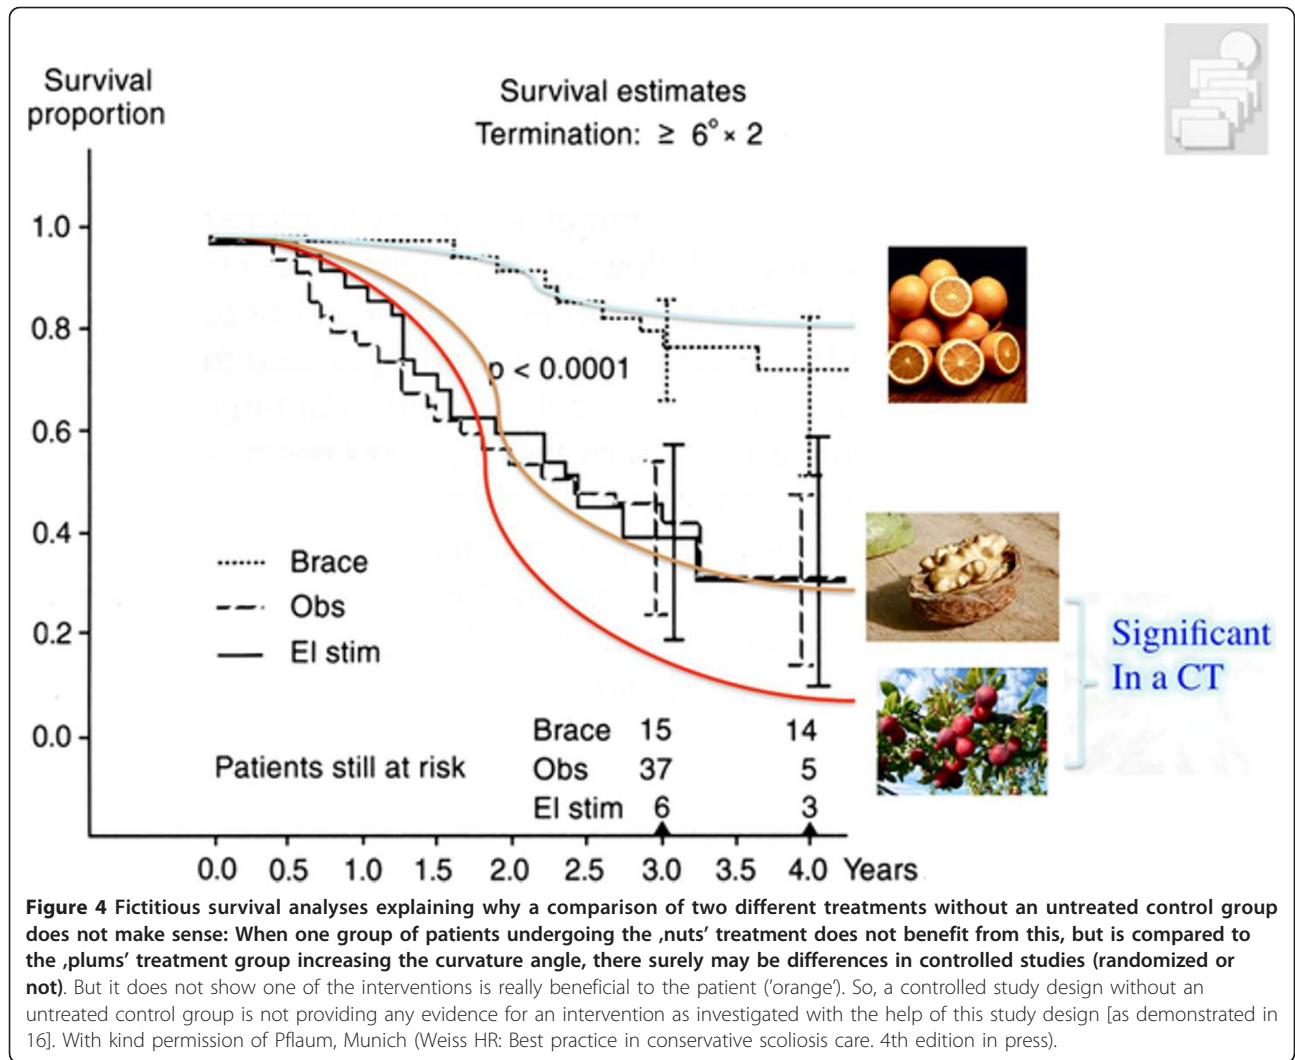 Survival
proportion
Survival estimates
Termination: ≥ 6° × 2
1.0
0.8
0.6
0.4
0.2
0.0
p < 0.0001
Brace
Obs
El stim
Significant
In a CT
Patients still at risk
Brace 15 14
Obs 37 5
El stim 6 3
0.0 0.5 1.0 1.5 2.0 2.5 3.0 3.5 4.0 Years
Figure 4 Fictitious survival analyses explaining why a comparison of two different treatments without an untreated control group
does not make sense: When one group of patients undergoing the ‚nuts’ treatment does not benefit from this, but is compared to
the ‚plums’ treatment group increasing the curvature angle, there surely may be differences in controlled studies (randomized or
not). But it does not show one of the interventions is really beneficial to the patient (’orange’). So, a controlled study design without an
untreated control group is not providing any evidence for an intervention as investigated with the help of this study design [as demonstrated in
16]. With kind permission of Pflaum, Munich (Weiss HR: Best practice in conservative scoliosis care. 4th edition in press).